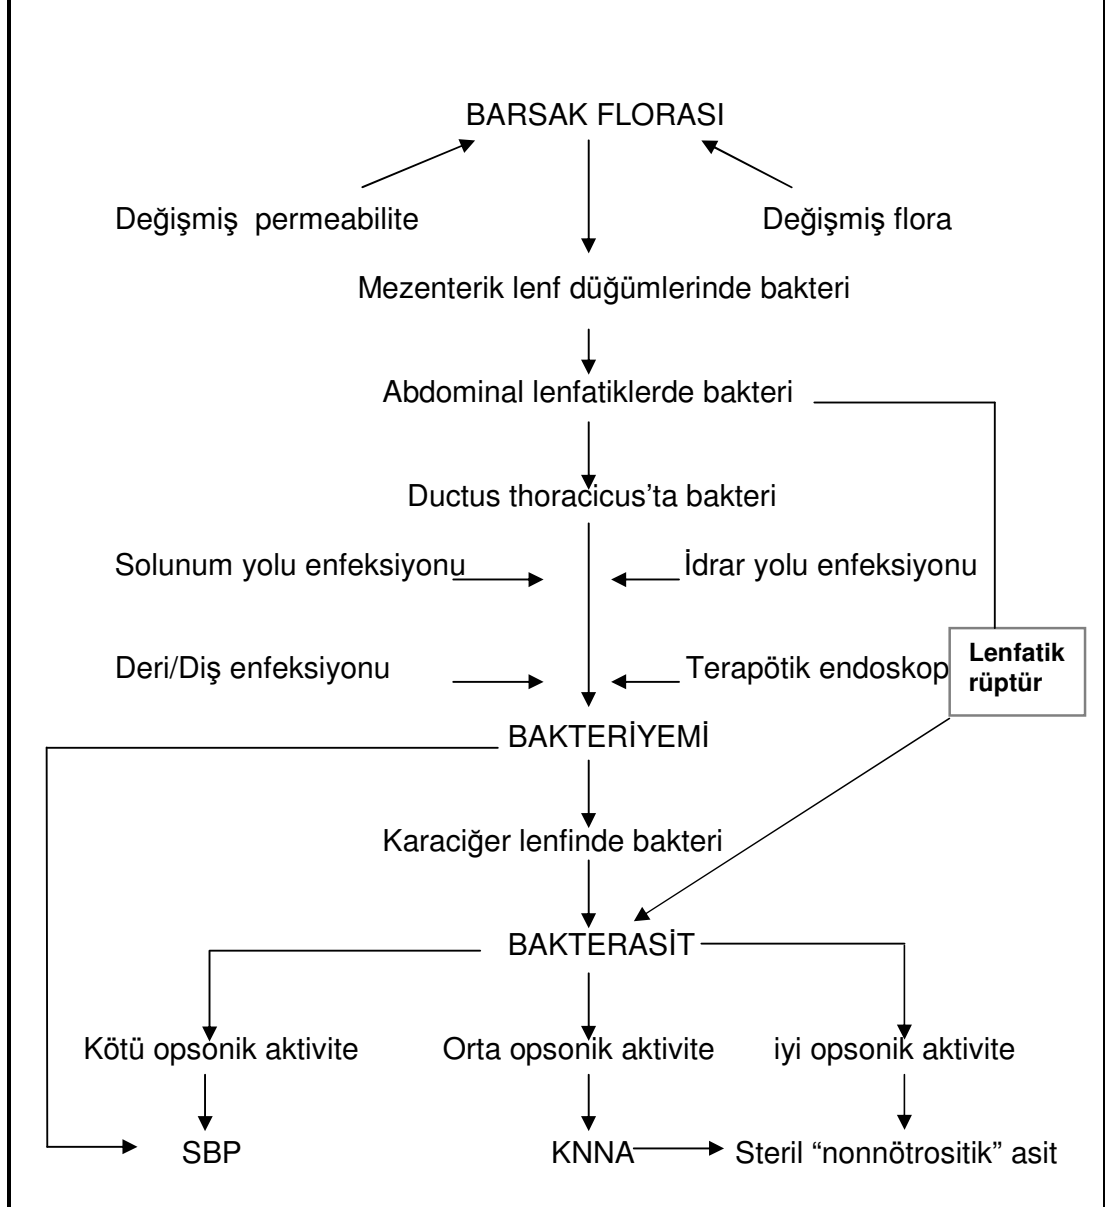 BARSAK FLORASI
Değişmiş permeabilite
Değişmiş flora
Mezenterik lenf düğümlerinde bakteri
Abdominal lenfatiklerde bakteri
Ductus thoracicus’ta bakteri
Solunum yolu enfeksiyonu
İdrar yolu enfeksiyonu
Deri/Diş enfeksiyonu
Terapötik endoskop
Lenfatik
rüptür
BAKTERİYEMİ
Karaciğer lenfinde bakteri
BAKTERASİT
Kötü opsonik aktivite
Orta opsonik aktivite
iyi opsonik aktivite
SBP
KNNA
Steril “nonnötrositik” asit